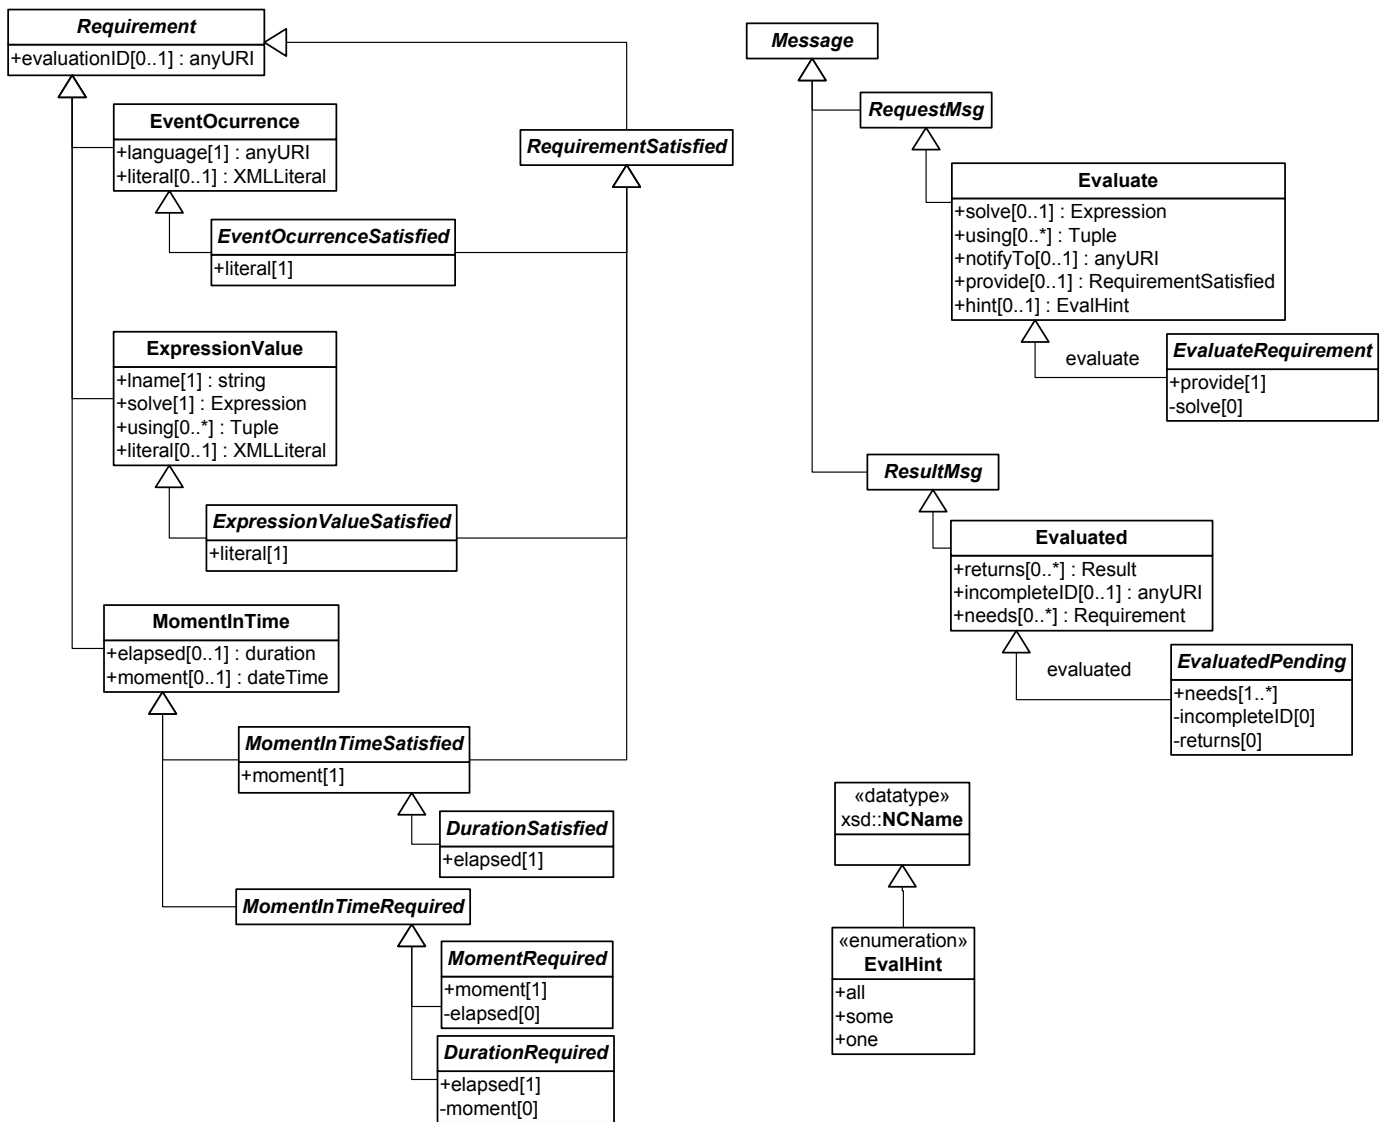 Requirement
+evaluationID[0..1] : anyURI
EventOcurrence
+language[1] : anyURI
+literal[0..1] : XMLLiteral
RequirementSatisfied
EventOcurrenceSatisfied
+literal[1]
ExpressionValue
+lname[1] : string
+solve[1] : Expression
+using[0..*] : Tuple
+literal[0..1] : XMLLiteral
ExpressionValueSatisfied
+literal[1]
MomentInTime
+elapsed[0..1] : duration
+moment[0..1] : dateTime
MomentInTimeSatisfied
+moment[1]
DurationSatisfied
+elapsed[1]
MomentInTimeRequired
MomentRequired
+moment[1]
-elapsed[0]
DurationRequired
+elapsed[1]
-moment[0]
Message
RequestMsg
Evaluate
+solve[0..1] : Expression
+using[0..*] : Tuple
+notifyTo[0..1] : anyURI
+provide[0..1] : RequirementSatisfied
+hint[0..1] : EvalHint
evaluate
EvaluateRequirement
+provide[1]
-solve[0]
ResultMsg
Evaluated
+returns[0..*] : Result
+incompleteID[0..1] : anyURI
+needs[0..*] : Requirement
evaluated
EvaluatedPending
+needs[1..*]
-incompleteID[0]
-returns[0]
«datatype»
xsd::NCName
«enumeration»
EvalHint
+all
+some
+one